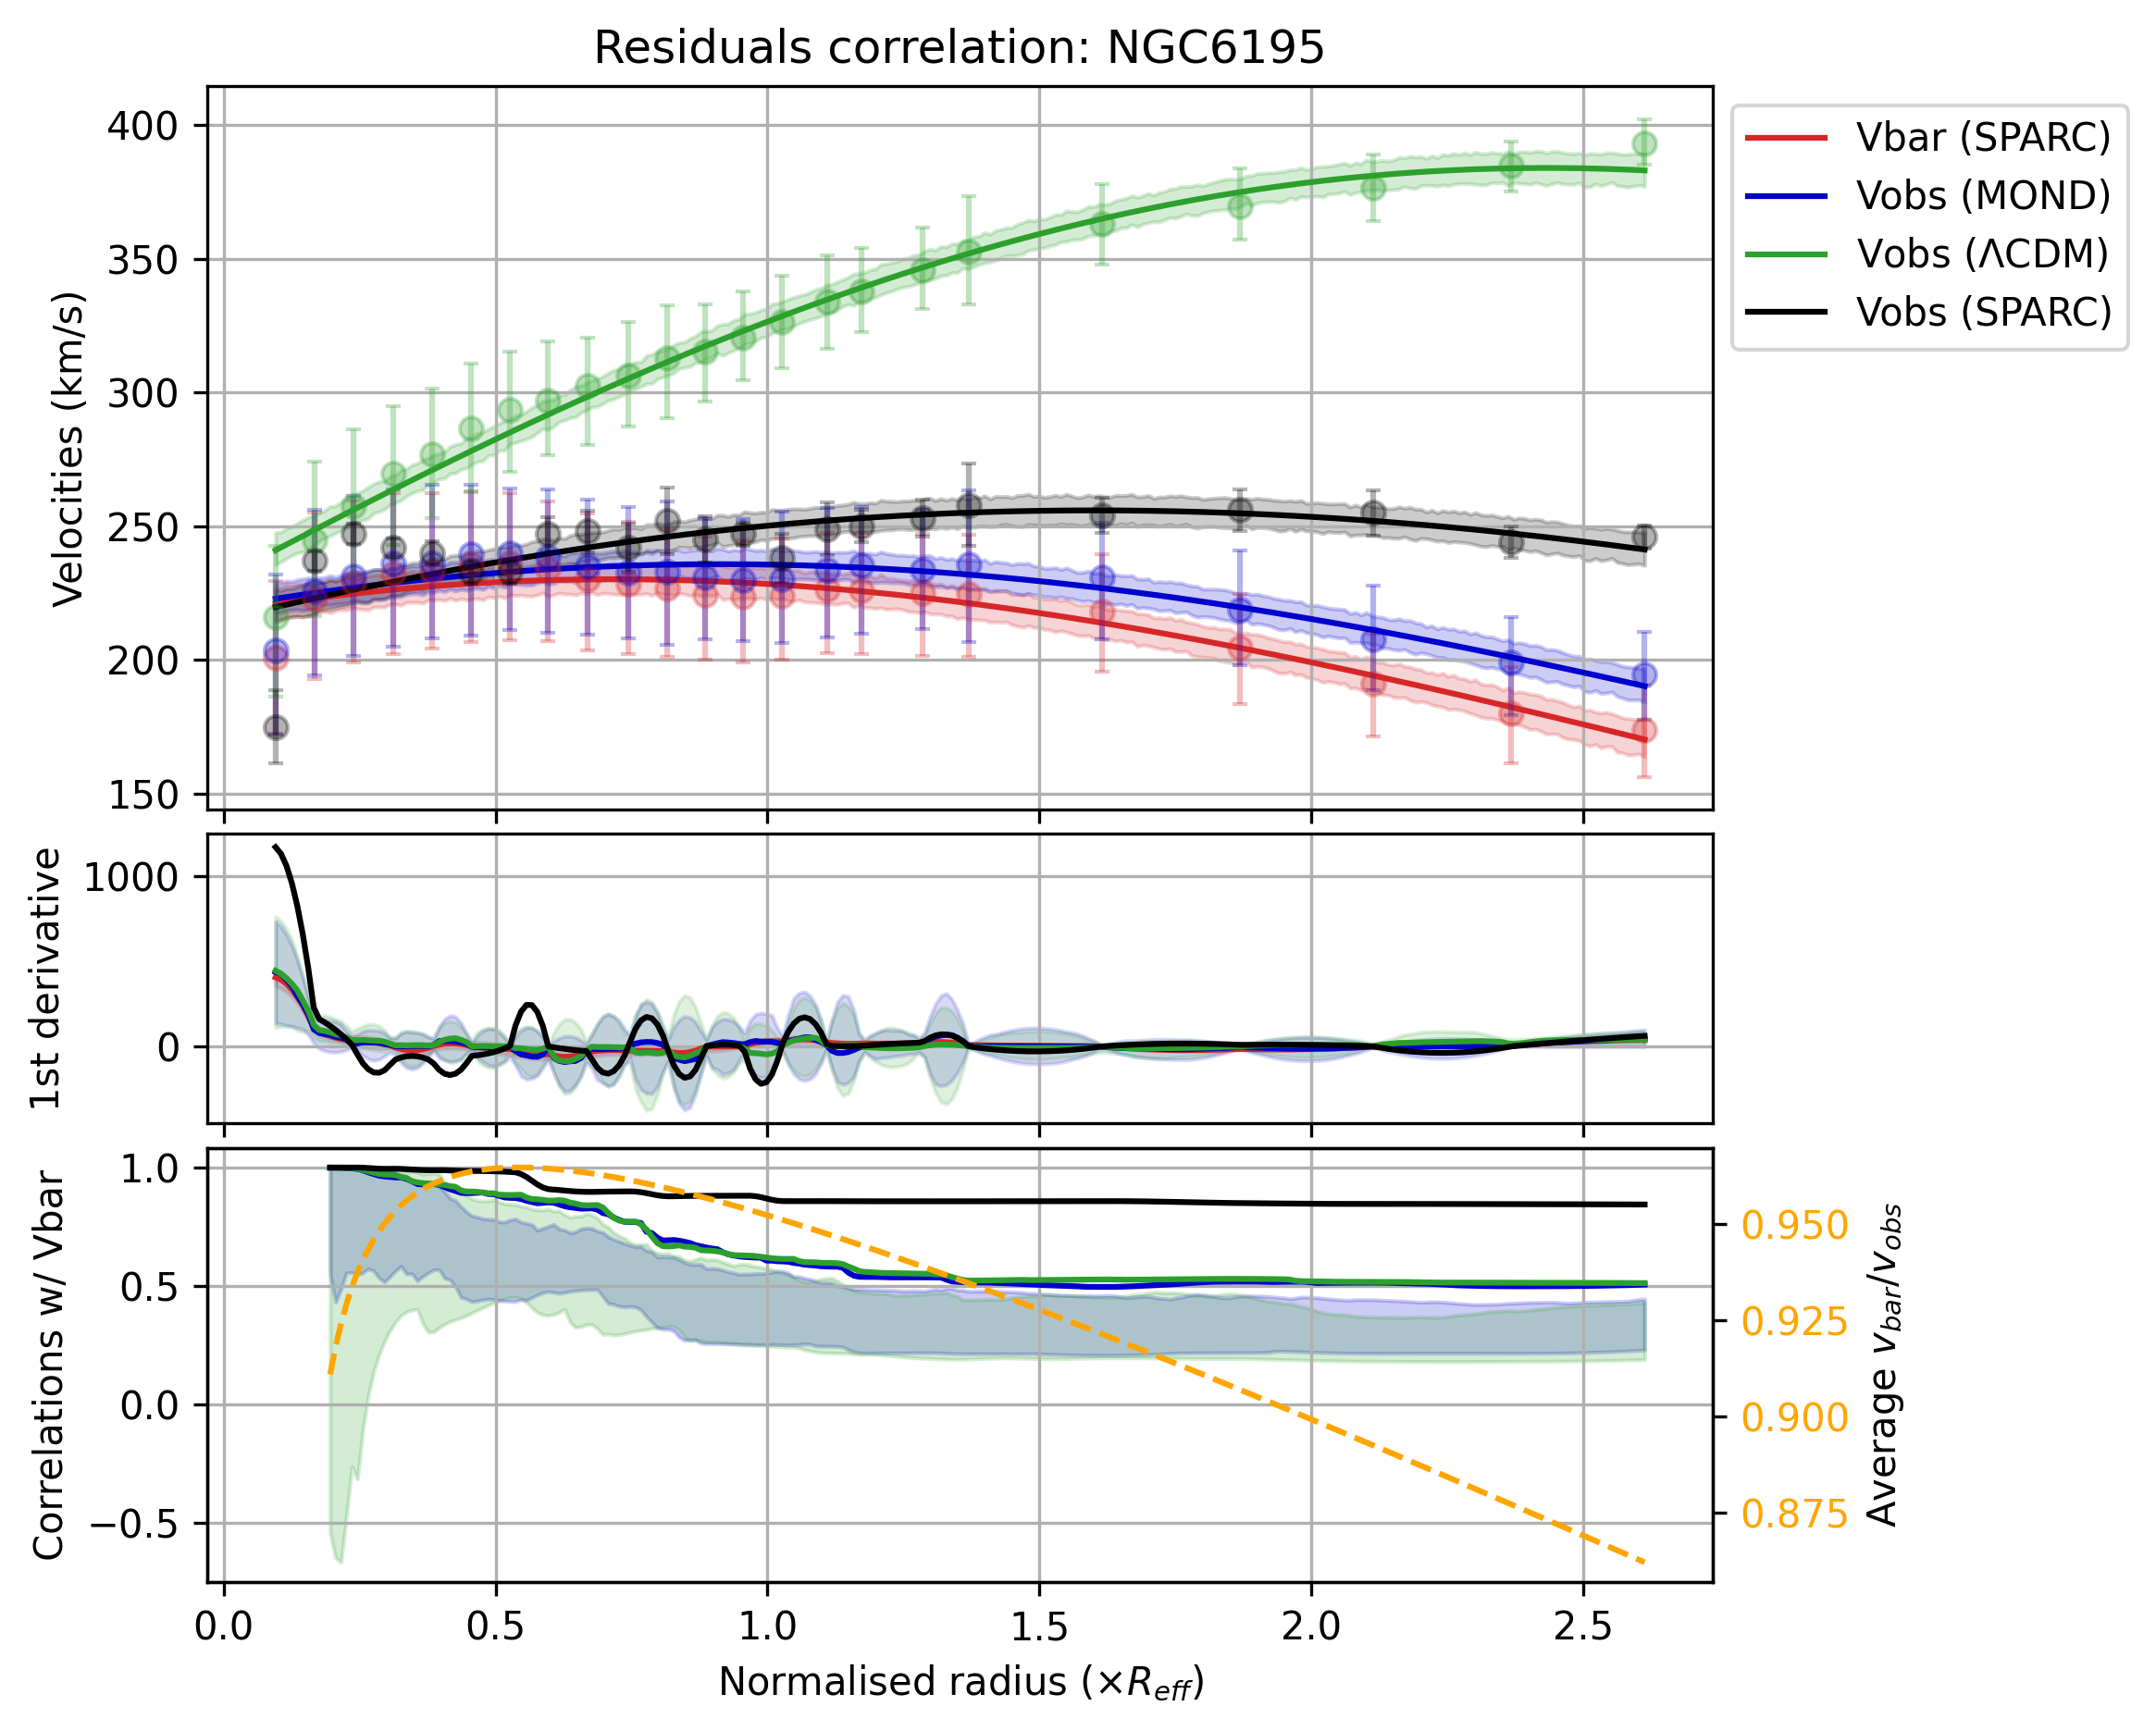 Residuals correlation: NGC6195
Velocities (km/s)
400
350
300
250
200
150
Vbar (SPARC)
Vobs (MOND)
Vobs (ΛCDM)
Vobs (SPARC)
1st derivative
1000
0
Correlations w/ Vbar
1.0
0.5
0.0
−0.5
0.950
0.925
0.900
0.875
Average v_bar/v_obs
0.0 0.5 1.0 1.5 2.0 2.5
Normalised radius (×R_eff)